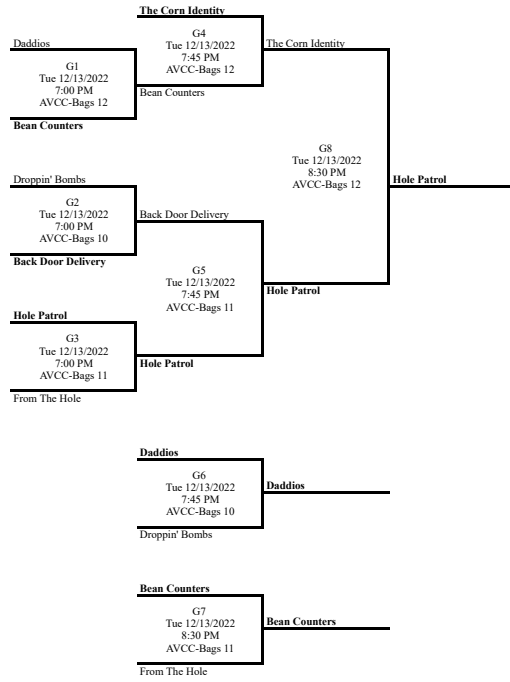 The Corn Identity
G4
Tue 12/13/2022
7:45 PM
AVCC-Bags 12
Daddios
The Corn Identity
G1
Tue 12/13/2022
7:00 PM
AVCC-Bags 12
Bean Counters
Bean Counters
G8
Tue 12/13/2022
8:30 PM
AVCC-Bags 12
Hole Patrol
Droppin' Bombs
G2
Tue 12/13/2022
7:00 PM
AVCC-Bags 10
Back Door Delivery
Back Door Delivery
G5
Tue 12/13/2022
7:45 PM
AVCC-Bags 11
Hole Patrol
Hole Patrol
G3
Tue 12/13/2022
7:00 PM
AVCC-Bags 11
Hole Patrol
From The Hole
Daddios
G6
Tue 12/13/2022
7:45 PM
AVCC-Bags 10
Daddios
Droppin' Bombs
Bean Counters
G7
Tue 12/13/2022
8:30 PM
AVCC-Bags 11
Bean Counters
From The Hole